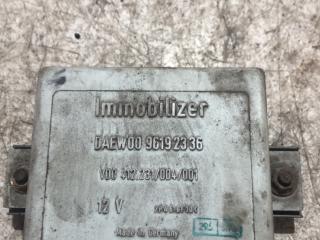 Immobilizer
DAEWOO 96192336
VDO 412.231/004/001
12 V
Made in Germany